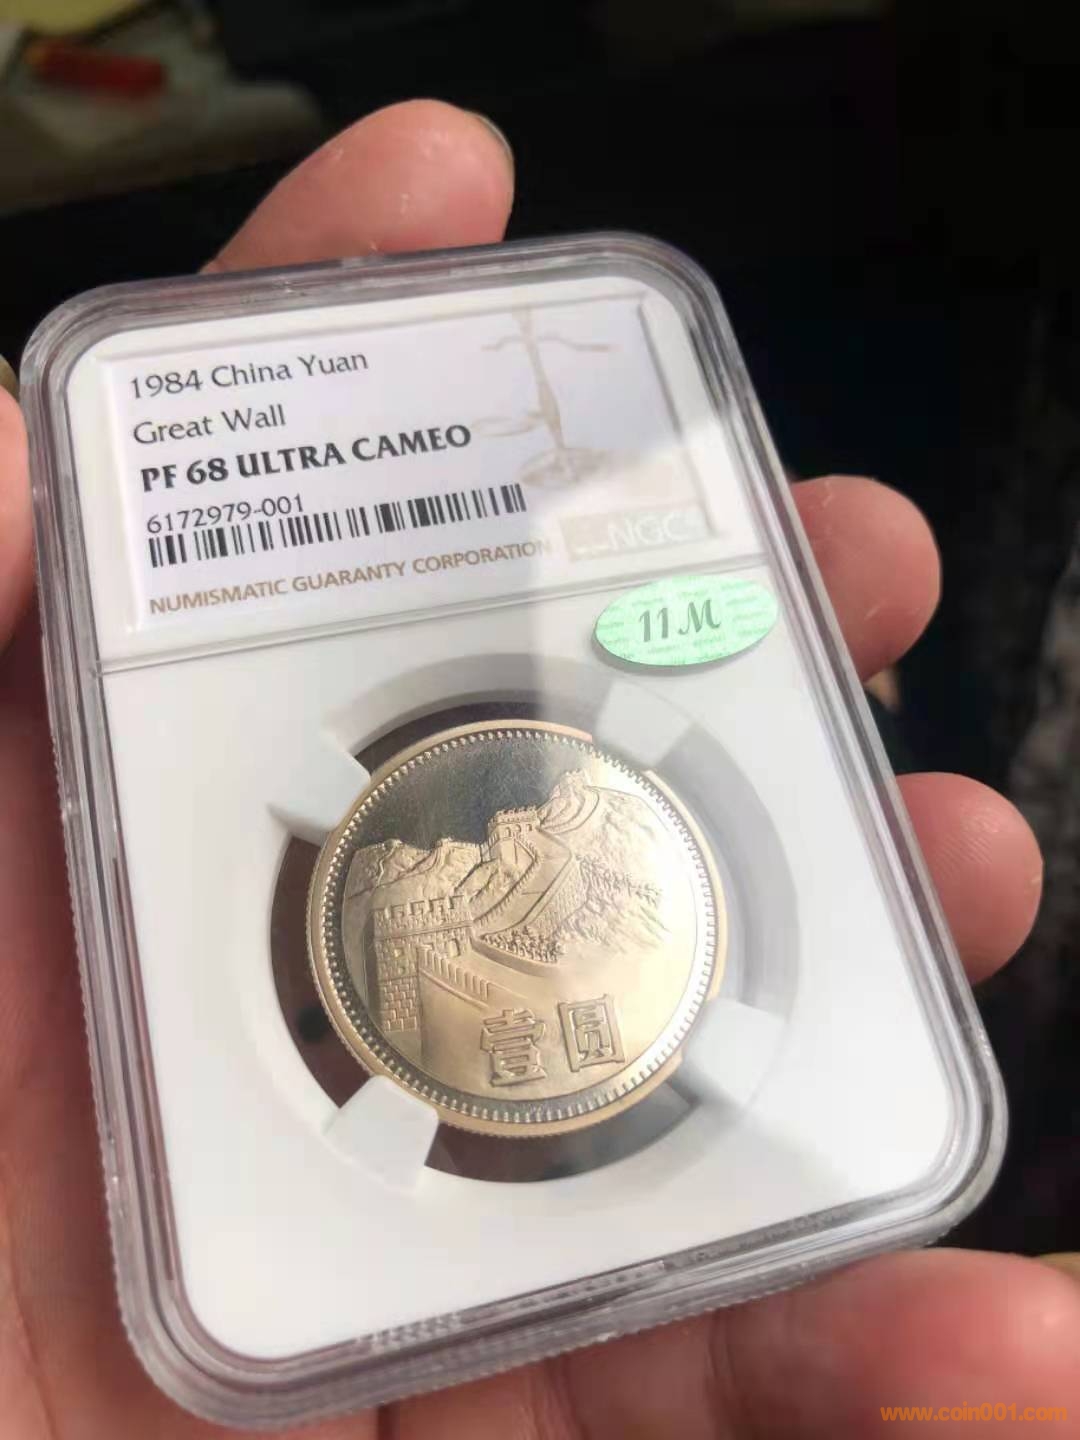 1984 China Yuan
Great Wall
PF 68 ULTRA CAMEO
6172979-001
NUMISMATIC GUARANTY CORPORATION
NGC
11M
壹圆
www.coin001.com